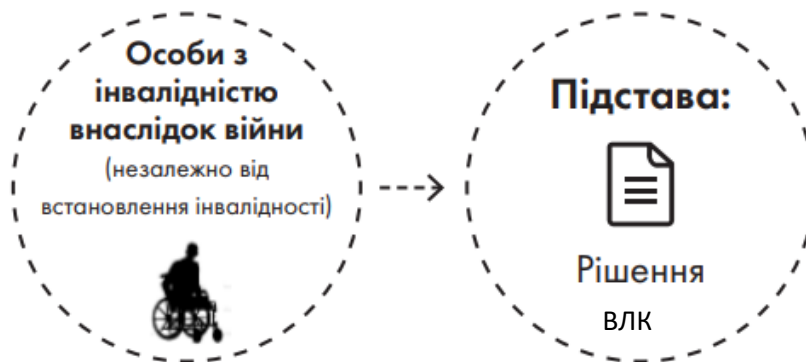 Особи з
інвалідністю
внаслідок війни
(незалежно від
встановлення інвалідності)
Підстава:
Рішення
ВЛК